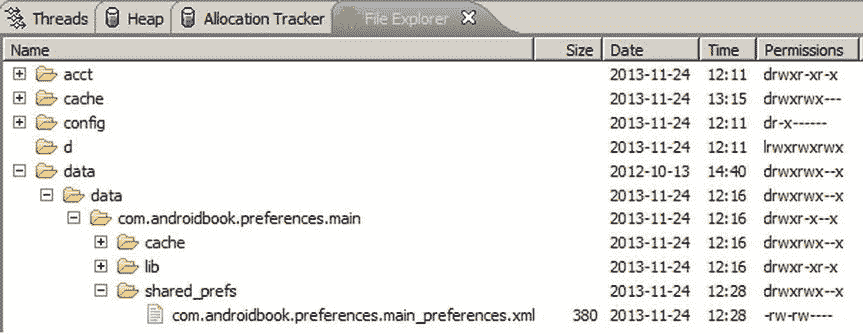 Threads Heap Allocation Tracker File Explorer
Name Size Date Time Permissions
acct 2013-11-24 12:11 drwxr-xr-x
cache 2013-11-24 13:15 drwxrwx---
config 2013-11-24 12:11 dr-x------
d 2013-11-24 12:11 lrwxrwxrwx
data 2012-10-13 14:40 drwxrwx--x
data 2013-11-24 12:16 drwxrwx--x
com.androidbook.preferences.main 2013-11-24 12:16 drwxr-x--x
cache 2013-11-24 12:16 drwxrwx--x
lib 2013-11-24 12:16 drwxr-xr-x
shared_prefs 2013-11-24 12:28 drwxrwx--x
com.androidbook.preferences.main_preferences.xml 380 2013-11-24 12:28 -rw-rw----